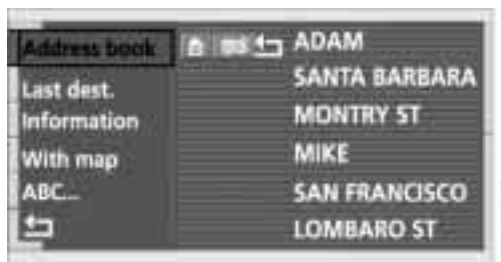 Address book
Last dest.
Information
With map
ABC...
ADAM
SANTA BARBARA
MONTRY ST
MIKE
SAN FRANCISCO
LOMBARO ST